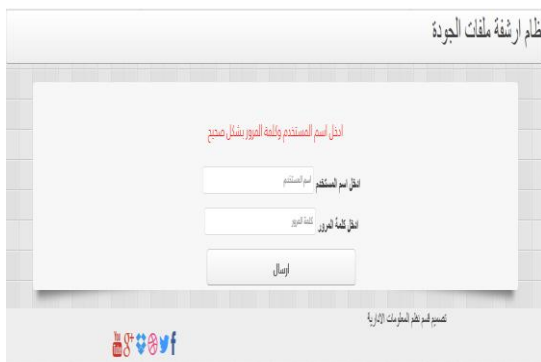 ظام ارشفة ملفات الجودة
ادخل اسم المستخدم وكلمة المرور بشكل صحيح
ادخل اسم المستخدم اسم المستخدم
ادخل كلمة المرور كلمة المرور
ارسال
تصميم قسم نظم المعلومات الادارية